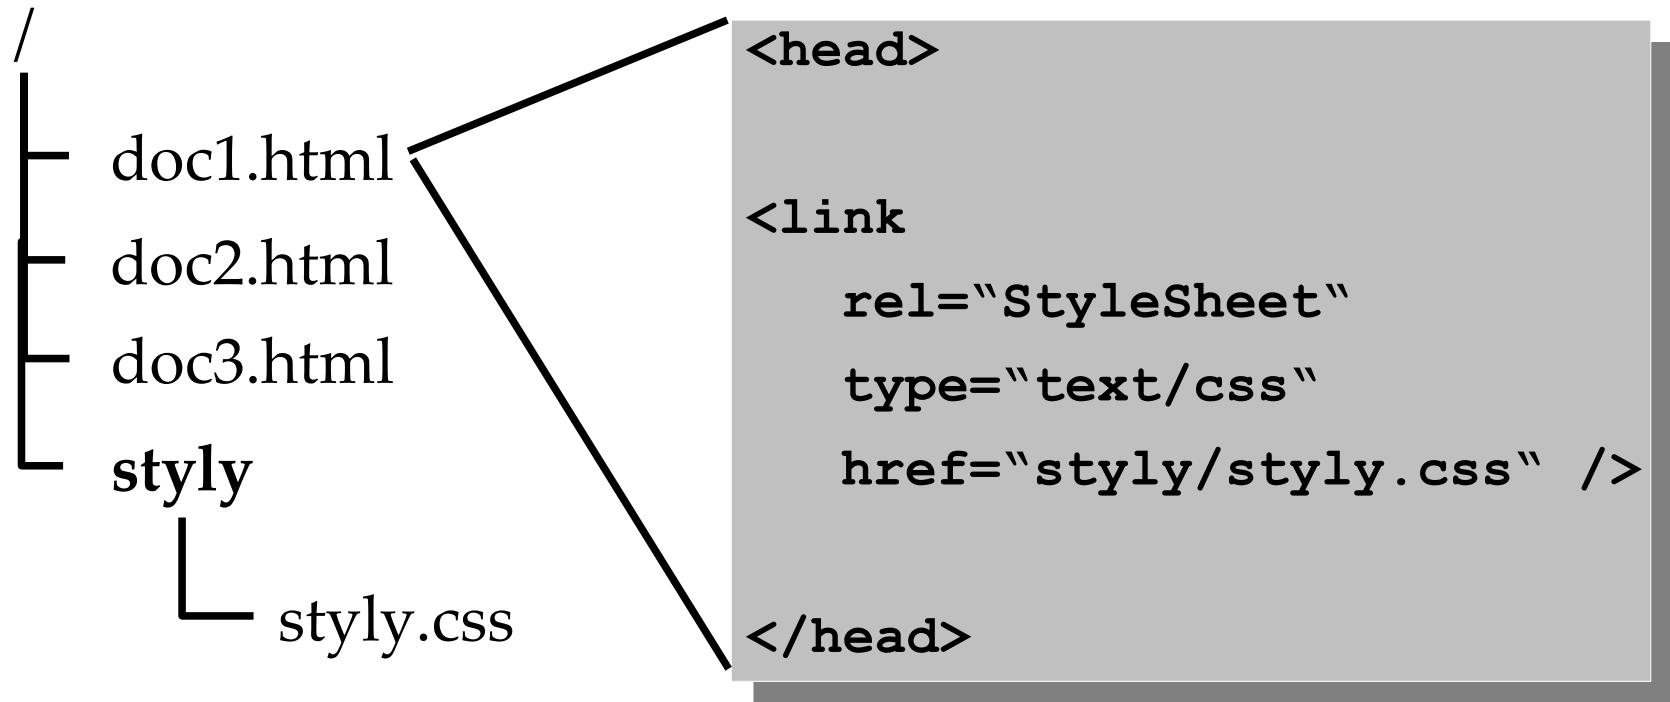 /
doc1.html
doc2.html
doc3.html
styly
styly.css
<head>
<link
rel=‟StyleSheet‟
type=‟text/css‟
href=‟styly/styly.css‟ />
</head>